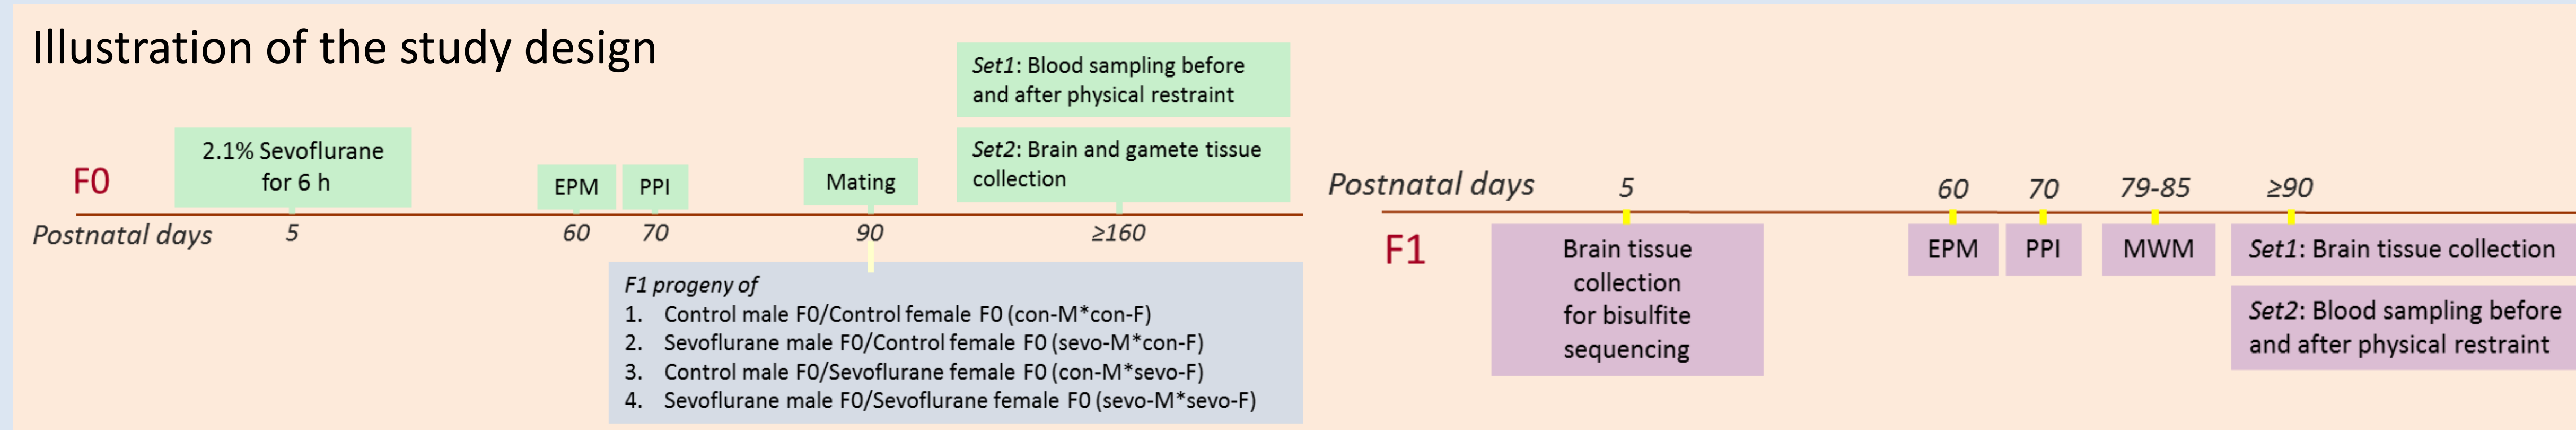 Illustration of the study design
Set1: Blood sampling before
and after physical restraint
Set2: Brain and gamete tissue
collection
2.1% Sevoflurane
for 6 h
F0
EPM
PPI
Mating
Postnatal days
5
60
70
90
≥160
F1 progeny of
1. Control male F0/Control female F0 (con-M*con-F)
2. Sevoflurane male F0/Control female F0 (sevo-M*con-F)
3. Control male F0/Sevoflurane female F0 (con-M*sevo-F)
4. Sevoflurane male F0/Sevoflurane female F0 (sevo-M*sevo-F)
Postnatal days
5
60
70
79-85
≥90
F1
Brain tissue
collection
for bisulfite
sequencing
EPM
PPI
MWM
Set1: Brain tissue collection
Set2: Blood sampling before
and after physical restraint